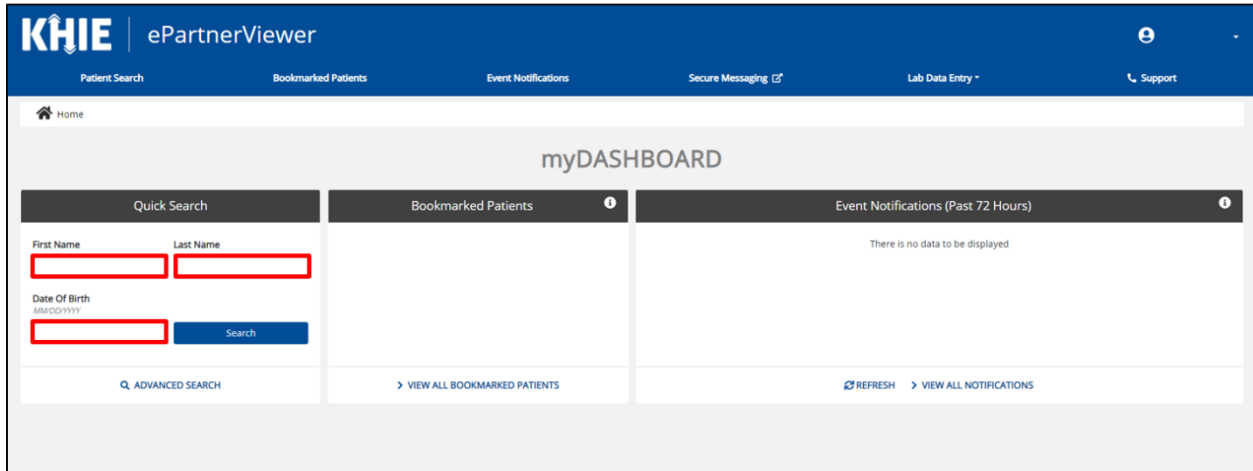 KHIE ePartnerViewer
Patient Search Bookmarked Patients Event Notifications Secure Messaging Lab Data Entry Support
Home
myDASHBOARD
Quick Search
First Name Last Name
Date Of Birth
MM/DD/YYYY
Search
ADVANCED SEARCH
Bookmarked Patients
VIEW ALL BOOKMARKED PATIENTS
Event Notifications (Past 72 Hours)
There is no data to be displayed
REFRESH VIEW ALL NOTIFICATIONS